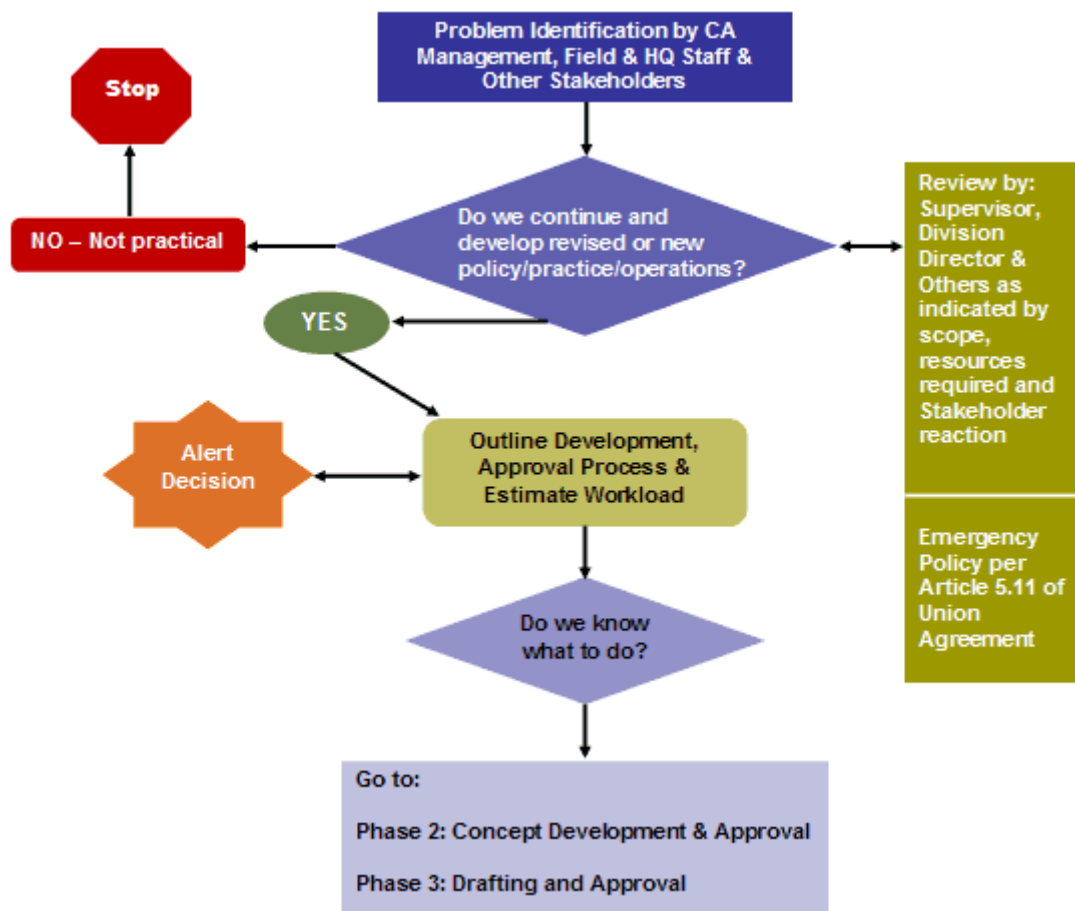 Problem Identification by CA
Management, Field & HQ Staff &
Other Stakeholders
Stop
Do we continue and
develop revised or new
policy/practice/operations?
NO – Not practical
Review by:
Supervisor,
Division
Director &
Others as
indicated by
scope,
resources
required and
Stakeholder
reaction
YES
Outline Development,
Approval Process &
Estimate Workload
Alert
Decision
Emergency
Policy per
Article 5.11 of
Union
Agreement
Do we know
what to do?
Go to:
Phase 2: Concept Development & Approval
Phase 3: Drafting and Approval